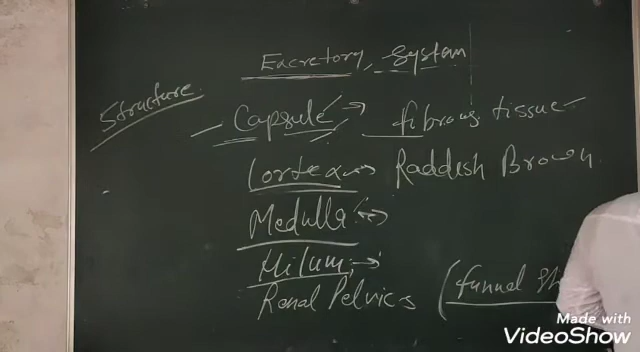 Excretory System
Structure
Capsule → fibrous tissue
Cortex → Raddish Brown
Medulla →
Hilum →
Renal Pelvics (funnel
Made with
VideoShow